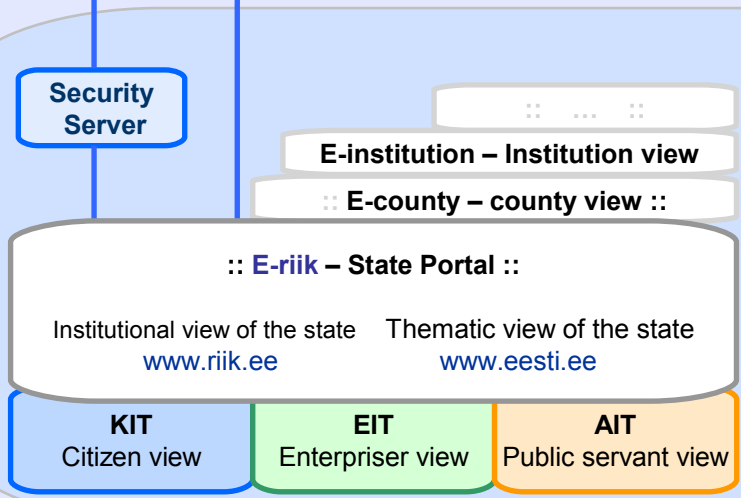 Security
Server
:: ... ::
E-institution – Institution view
:: E-county – county view ::
:: E-riik – State Portal ::
Institutional view of the state
www.riik.ee
Thematic view of the state
www.eesti.ee
KIT
Citizen view
EIT
Enterpriser view
AIT
Public servant view